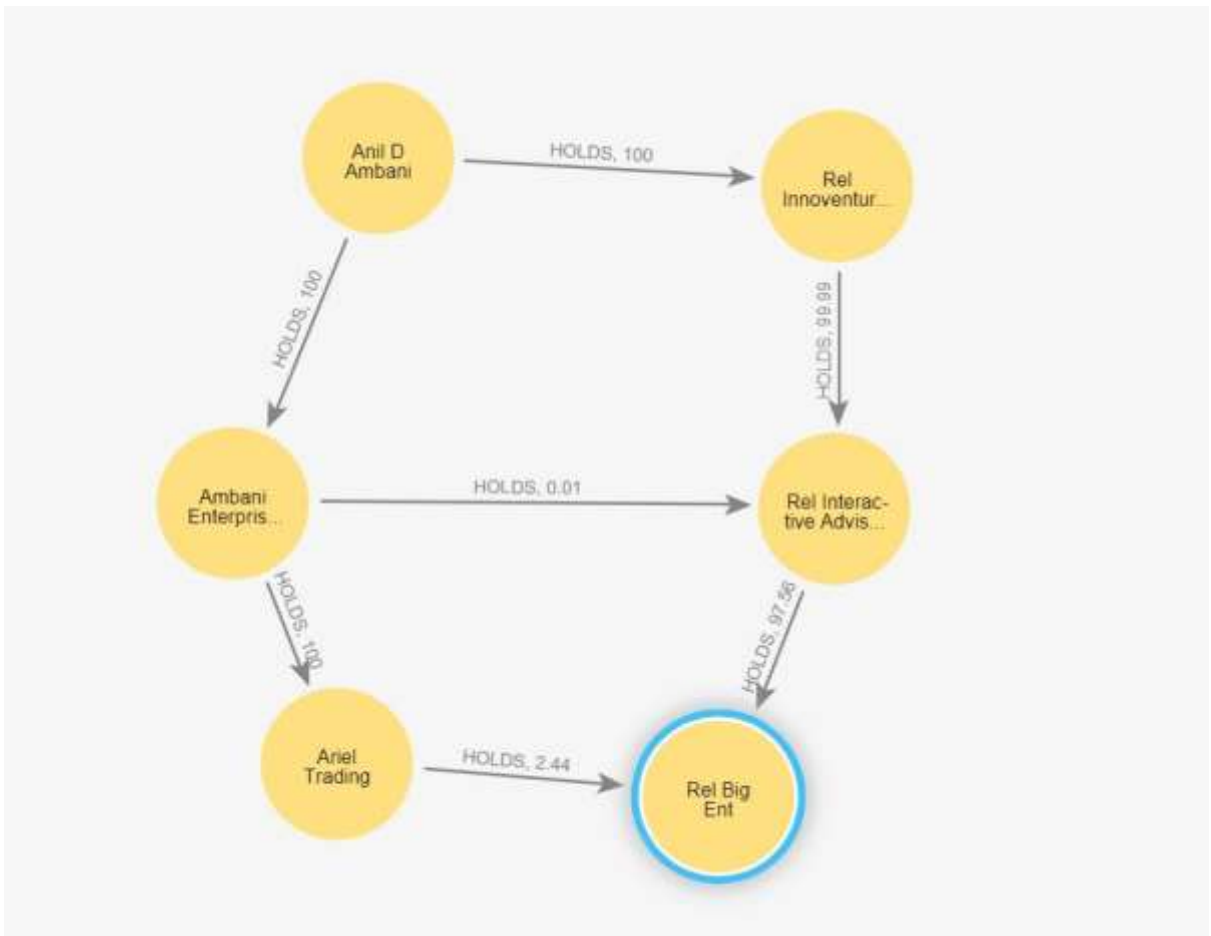 Anil D
Ambani
HOLDS, 100
Rel
Innoventur...
HOLDS, 100
HOLDS, 99.99
Ambani
Enterpris...
HOLDS, 0.01
Rel Interac-
tive Advis...
HOLDS, 100
HOLDS, 97.56
Ariel
Trading
HOLDS, 2.44
Rel Big
Ent